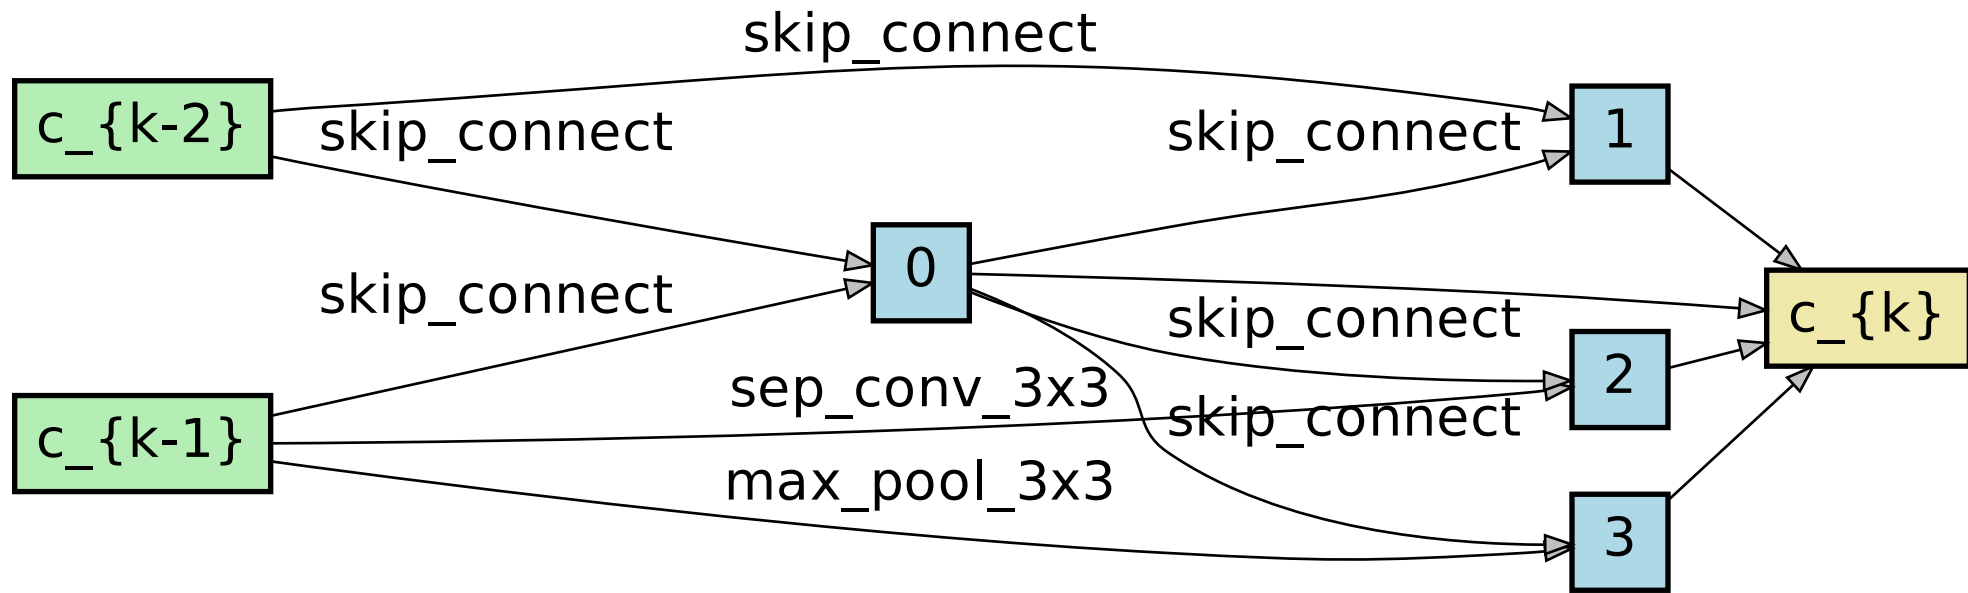 skip_connect
c_{k-2}
skip_connect
skip_connect
1
skip_connect
0
skip_connect
c_{k}
sep_conv_3x3
2
skip_connect
c_{k-1}
max_pool_3x3
3